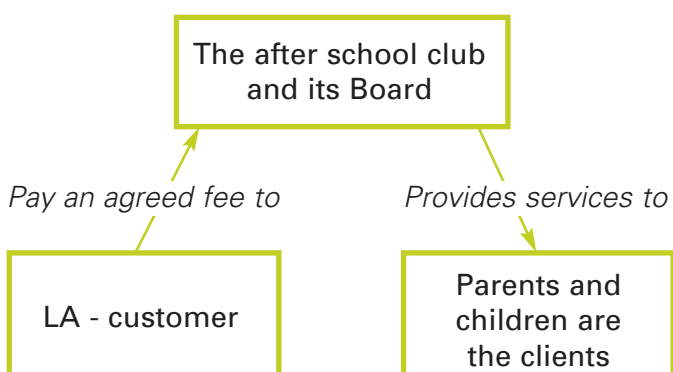 The after school club
and its Board
Pay an agreed fee to
Provides services to
LA - customer
Parents and
children are
the clients